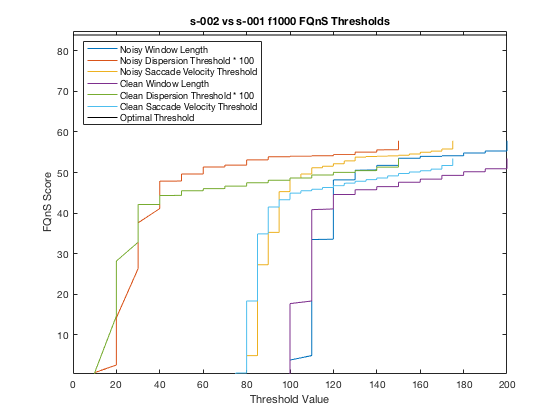 s-002 vs s-001 f1000 FQnS Thresholds
80
70
60
50
40
30
20
10
FQnS Score
Noisy Window Length
Noisy Dispersion Threshold * 100
Noisy Saccade Velocity Threshold
Clean Window Length
Clean Dispersion Threshold * 100
Clean Saccade Velocity Threshold
Optimal Threshold
0 20 40 60 80 100 120 140 160 180 200
Threshold Value